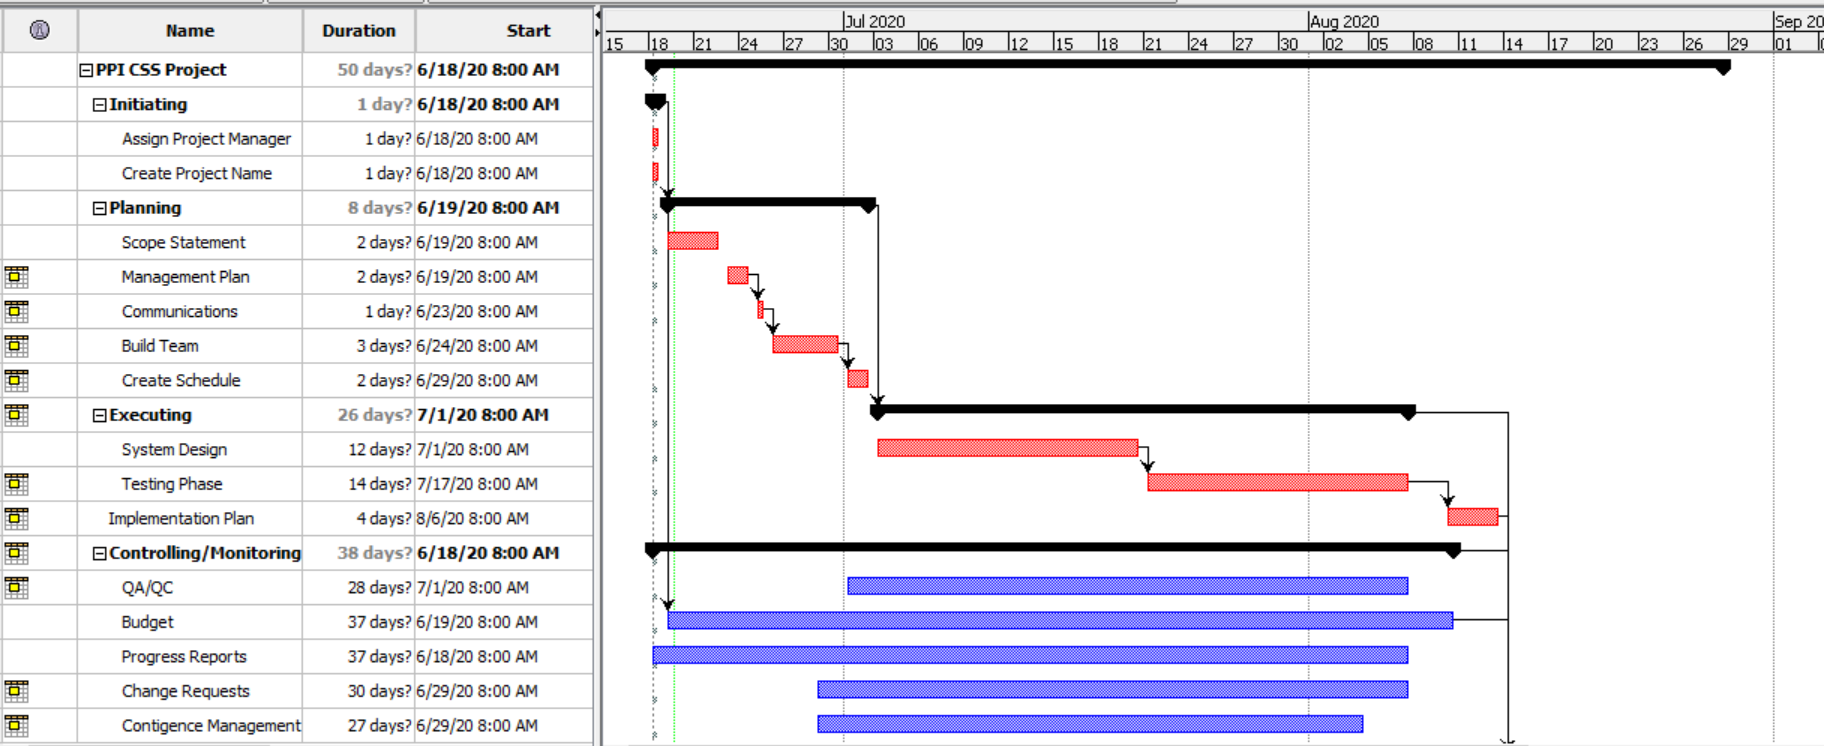 Name Duration Start
Jul 2020 Aug 2020 Sep 20
15 18 21 24 27 30 03 06 09 12 15 18 21 24 27 30 02 05 08 11 14 17 20 23 26 29 01
PPI CSS Project 50 days? 6/18/20 8:00 AM
Initiating 1 day? 6/18/20 8:00 AM
Assign Project Manager 1 day? 6/18/20 8:00 AM
Create Project Name 1 day? 6/18/20 8:00 AM
Planning 8 days? 6/19/20 8:00 AM
Scope Statement 2 days? 6/19/20 8:00 AM
Management Plan 2 days? 6/19/20 8:00 AM
Communications 1 day? 6/23/20 8:00 AM
Build Team 3 days? 6/24/20 8:00 AM
Create Schedule 2 days? 6/29/20 8:00 AM
Executing 26 days? 7/1/20 8:00 AM
System Design 12 days? 7/1/20 8:00 AM
Testing Phase 14 days? 7/17/20 8:00 AM
Implementation Plan 4 days? 8/6/20 8:00 AM
Controlling/Monitoring 38 days? 6/18/20 8:00 AM
QA/QC 28 days? 7/1/20 8:00 AM
Budget 37 days? 6/19/20 8:00 AM
Progress Reports 37 days? 6/18/20 8:00 AM
Change Requests 30 days? 6/29/20 8:00 AM
Contigence Management 27 days? 6/29/20 8:00 AM